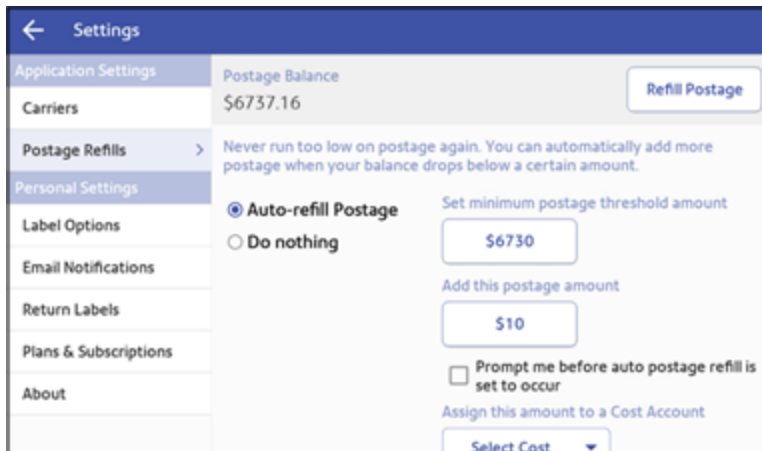 Settings
Application Settings
Carriers
Postage Refills
Personal Settings
Label Options
Email Notifications
Return Labels
Plans & Subscriptions
About
Postage Balance
$6737.16
Refill Postage
Never run too low on postage again. You can automatically add more
postage when your balance drops below a certain amount.
Auto-refill Postage
Do nothing
Set minimum postage threshold amount
$6730
Add this postage amount
$10
Prompt me before auto postage refill is
set to occur
Assign this amount to a Cost Account
Select Cost